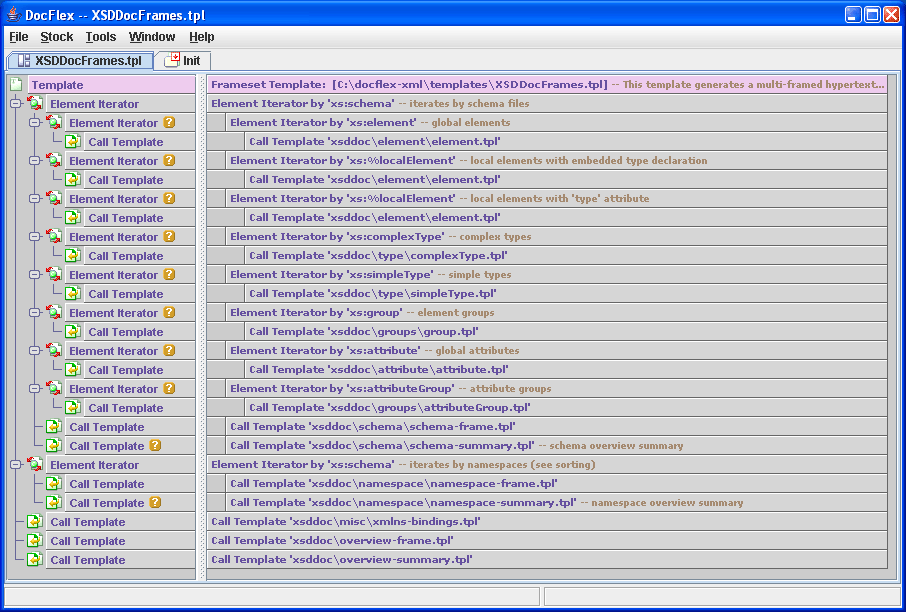 DocFlex -- XSDDocFrames.tpl
File Stock Tools Window Help
XSDDocFrames.tpl Init
Template Frameset Template: [C:\docflex-xml\templates\XSDDocFrames.tpl] -- This template generates a multi-framed hypertext...
Element Iterator Element Iterator by 'xs:schema' -- iterates by schema files
Element Iterator ? Element Iterator by 'xs:element' -- global elements
Call Template Call Template 'xsddoc\element\element.tpl'
Element Iterator ? Element Iterator by 'xs:%localElement' -- local elements with embedded type declaration
Call Template Call Template 'xsddoc\element\element.tpl'
Element Iterator ? Element Iterator by 'xs:%localElement' -- local elements with 'type' attribute
Call Template Call Template 'xsddoc\element\element.tpl'
Element Iterator ? Element Iterator by 'xs:complexType' -- complex types
Call Template Call Template 'xsddoc\type\complexType.tpl'
Element Iterator ? Element Iterator by 'xs:simpleType' -- simple types
Call Template Call Template 'xsddoc\type\simpleType.tpl'
Element Iterator ? Element Iterator by 'xs:group' -- element groups
Call Template Call Template 'xsddoc\groups\group.tpl'
Element Iterator ? Element Iterator by 'xs:attribute' -- global attributes
Call Template Call Template 'xsddoc\attribute\attribute.tpl'
Element Iterator ? Element Iterator by 'xs:attributeGroup' -- attribute groups
Call Template Call Template 'xsddoc\groups\attributeGroup.tpl'
Call Template Call Template 'xsddoc\schema\schema-frame.tpl'
Call Template ? Call Template 'xsddoc\schema\schema-summary.tpl' -- schema overview summary
Element Iterator Element Iterator by 'xs:schema' -- iterates by namespaces (see sorting)
Call Template Call Template 'xsddoc\namespace\namespace-frame.tpl'
Call Template ? Call Template 'xsddoc\namespace\namespace-summary.tpl' -- namespace overview summary
Call Template Call Template 'xsddoc\misc\xmlns-bindings.tpl'
Call Template Call Template 'xsddoc\overview-frame.tpl'
Call Template Call Template 'xsddoc\overview-summary.tpl'